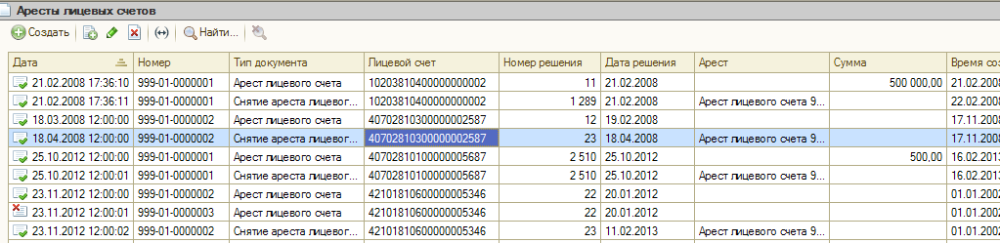 Аресты лицевых счетов
Создать Найти...
Дата Номер Тип документа Лицевой счет Номер решения Дата решения Арест Сумма Время соз
21.02.2008 17:36:10 999-01-0000001 Арест лицевого счета 10203810400000000002 11 21.02.2008 500 000,00 21.02.2008
21.02.2008 17:36:11 999-01-0000001 Снятие ареста лицевог... 10203810400000000002 1 289 21.02.2008 Арест лицевого счета 9... 22.02.2008
18.03.2008 12:00:00 999-01-0000002 Арест лицевого счета 40702810300000002587 12 19.02.2008 17.11.2008
18.04.2008 12:00:00 999-01-0000002 Снятие ареста лицевог... 40702810300000002587 23 18.04.2008 Арест лицевого счета 9... 17.11.2008
25.10.2012 12:00:00 999-01-0000001 Арест лицевого счета 40702810100000005687 2 510 25.10.2012 500,00 16.02.2013
25.10.2012 12:00:01 999-01-0000001 Снятие ареста лицевог... 40702810100000005687 2 510 25.10.2012 Арест лицевого счета 9... 16.02.2013
23.11.2012 12:00:00 999-01-0000002 Арест лицевого счета 42101810600000005346 22 20.01.2012 01.01.2002
23.11.2012 12:00:01 999-01-0000003 Арест лицевого счета 42101810600000005346 22 20.01.2012 01.01.2002
23.11.2012 12:00:02 999-01-0000002 Снятие ареста лицевог... 42101810600000005346 23 11.02.2013 Арест лицевого счета 9... 01.01.2002